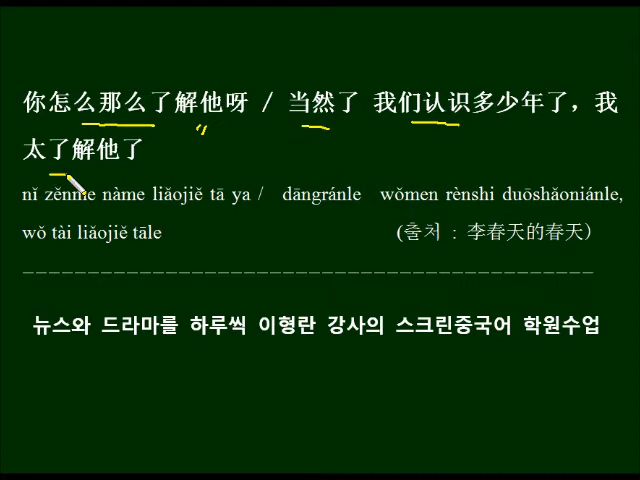 你怎么那么了解他呀 / 当然了 我们认识多少年了，我
太了解他了
nǐ zěnme nàme liǎojiě tā ya / dāngránle wǒmen rènshi duōshǎoniánle,
wǒ tài liǎojiě tāle (출처 : 李春天的春天）
뉴스와 드라마를 하루씩 이형란 강사의 스크린중국어 학원수업